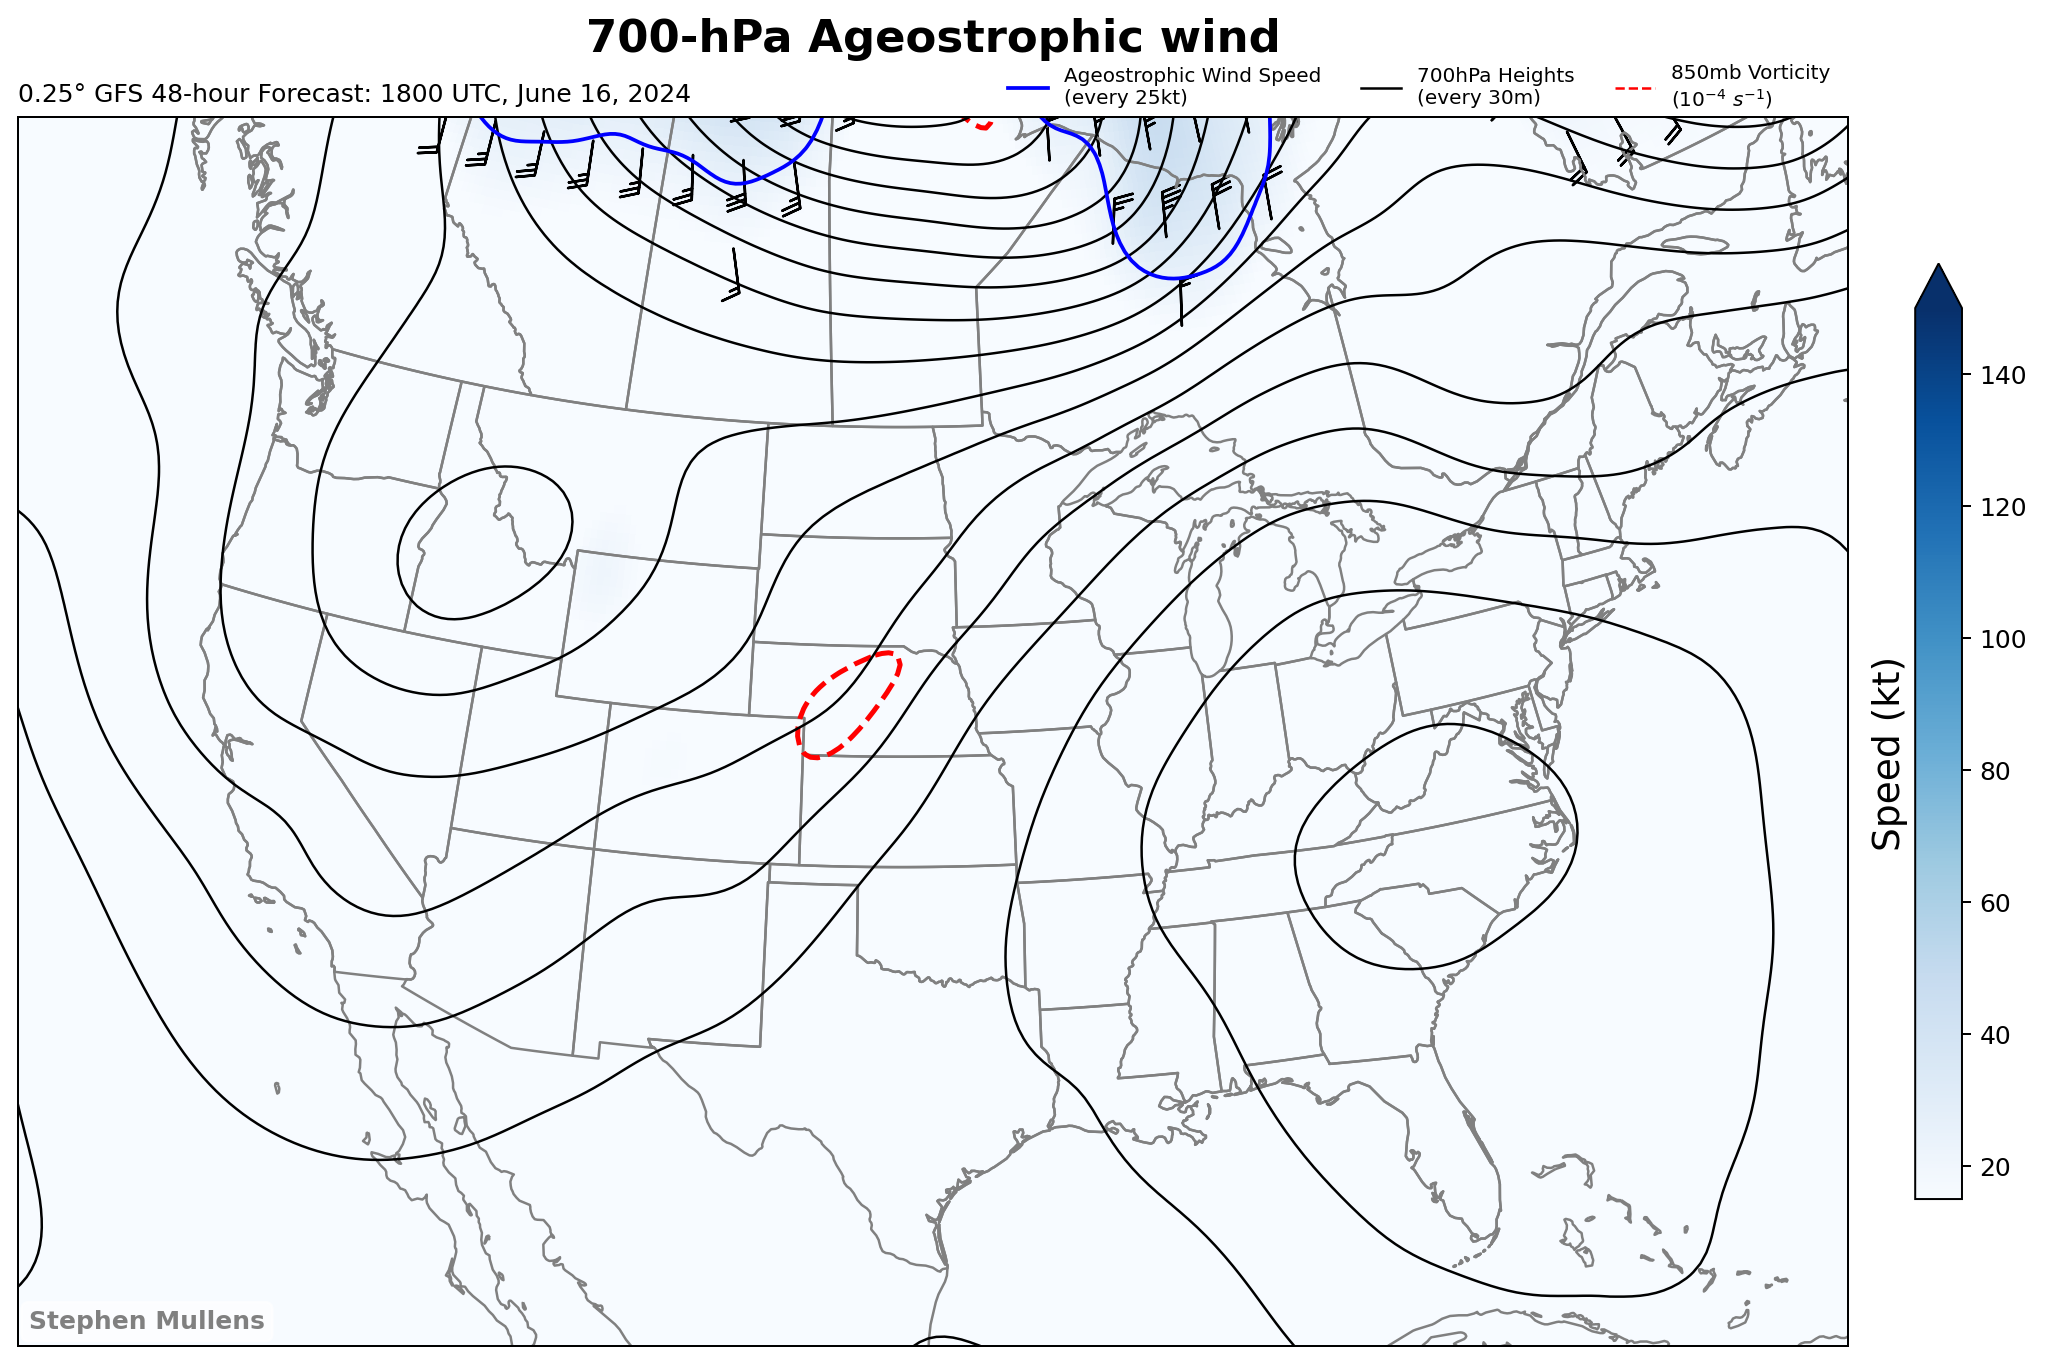 700-hPa Ageostrophic wind
0.25° GFS 48-hour Forecast: 1800 UTC, June 16, 2024
Ageostrophic Wind Speed
(every 25kt)
700hPa Heights
(every 30m)
850mb Vorticity
(10⁻⁴ s⁻¹)
140
120
100
80
60
40
20
Speed (kt)
Stephen Mullens